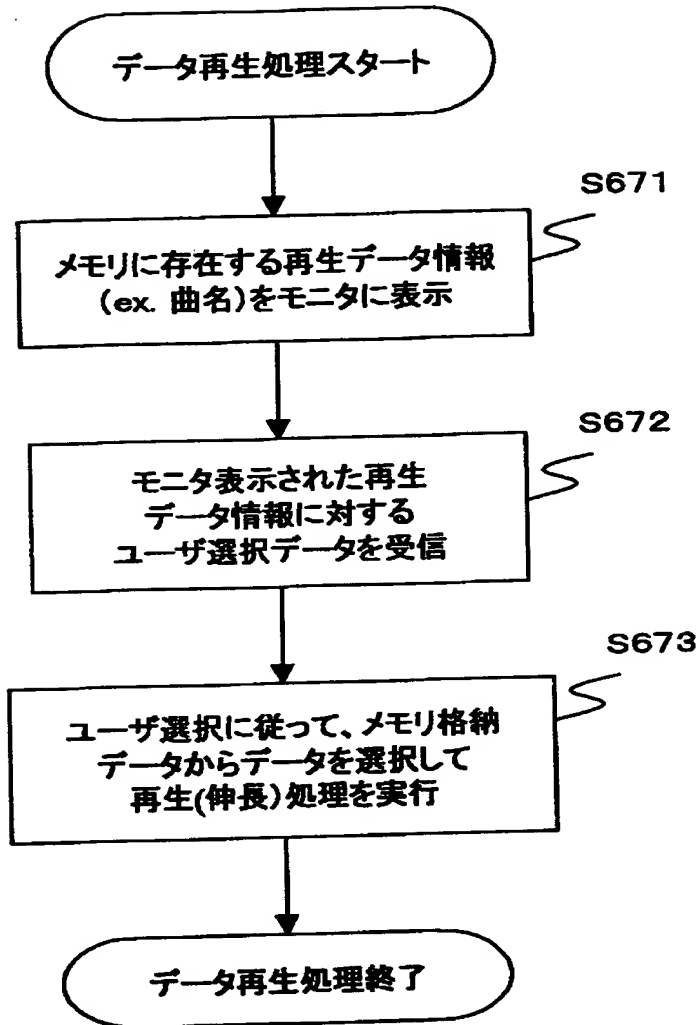 データ再生処理スタート
S671
メモリに存在する再生データ情報
(ex. 曲名)をモニタに表示
S672
モニタ表示された再生
データ情報に対する
ユーザ選択データを受信
S673
ユーザ選択に従って、メモリ格納
データからデータを選択して
再生(伸長)処理を実行
データ再生処理終了